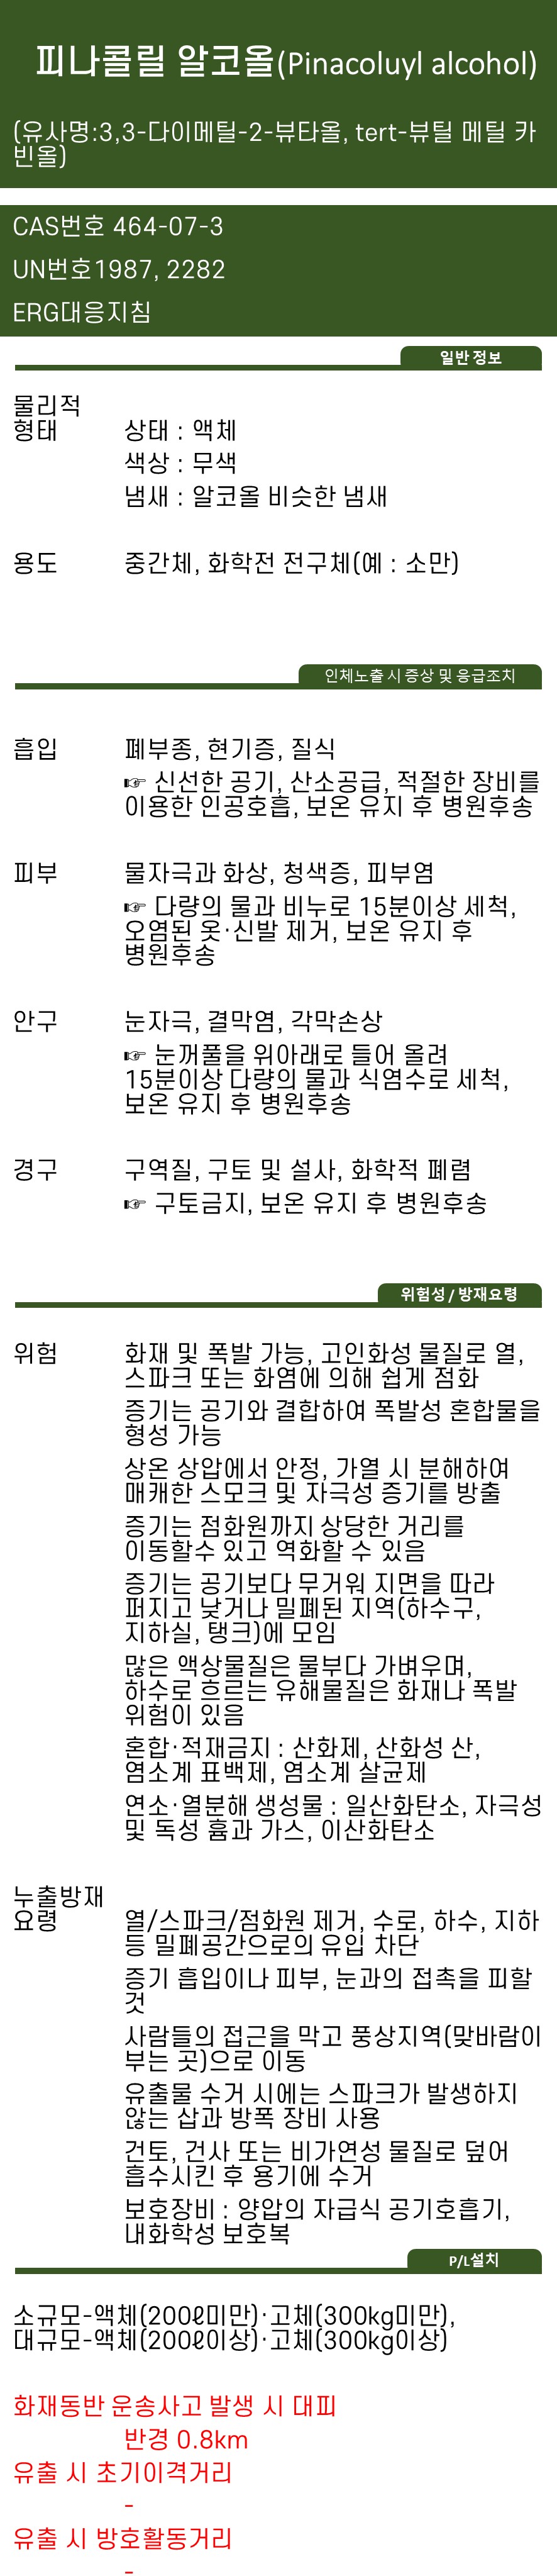 피나콜릴 알코올(Pinacoluyl alcohol)
(유사명:3,3-다이메틸-2-뷰타올, tert-뷰틸 메틸 카
빈올)
CAS번호 464-07-3
UN번호1987, 2282
ERG대응지침
일반 정보
물리적
형태 상태 : 액체
색상 : 무색
냄새 : 알코올 비슷한 냄새
용도 중간체, 화학전 전구체(예 : 소만)
인체노출 시 증상 및 응급조치
흡입 폐부종, 현기증, 질식
☞ 신선한 공기, 산소공급, 적절한 장비를
이용한 인공호흡, 보온 유지 후 병원후송
피부 물자극과 화상, 청색증, 피부염
☞ 다량의 물과 비누로 15분이상 세척,
오염된 옷·신발 제거, 보온 유지 후
병원후송
안구 눈자극, 결막염, 각막손상
☞ 눈꺼풀을 위아래로 들어 올려
15분이상 다량의 물과 식염수로 세척,
보온 유지 후 병원후송
경구 구역질, 구토 및 설사, 화학적 폐렴
☞ 구토금지, 보온 유지 후 병원후송
위험성 / 방재요령
위험 화재 및 폭발 가능, 고인화성 물질로 열,
스파크 또는 화염에 의해 쉽게 점화
증기는 공기와 결합하여 폭발성 혼합물을
형성 가능
상온 상압에서 안정, 가열 시 분해하여
매캐한 스모크 및 자극성 증기를 방출
증기는 점화원까지 상당한 거리를
이동할수 있고 역화할 수 있음
증기는 공기보다 무거워 지면을 따라
퍼지고 낮거나 밀폐된 지역(하수구,
지하실, 탱크)에 모임
많은 액상물질은 물부다 가벼우며,
하수로 흐르는 유해물질은 화재나 폭발
위험이 있음
혼합·적재금지 : 산화제, 산화성 산,
염소계 표백제, 염소계 살균제
연소·열분해 생성물 : 일산화탄소, 자극성
및 독성 흄과 가스, 이산화탄소
누출방재
요령 열/스파크/점화원 제거, 수로, 하수, 지하
등 밀폐공간으로의 유입 차단
증기 흡입이나 피부, 눈과의 접촉을 피할
것
사람들의 접근을 막고 풍상지역(맞바람이
부는 곳)으로 이동
유출물 수거 시에는 스파크가 발생하지
않는 삽과 방폭 장비 사용
건토, 건사 또는 비가연성 물질로 덮어
흡수시킨 후 용기에 수거
보호장비 : 양압의 자급식 공기호흡기,
내화학성 보호복
P/L설치
소규모-액체(200ℓ미만)·고체(300kg미만),
대규모-액체(200ℓ이상)·고체(300kg이상)
화재동반 운송사고 발생 시 대피
반경 0.8km
유출 시 초기이격거리
-
유출 시 방호활동거리
-